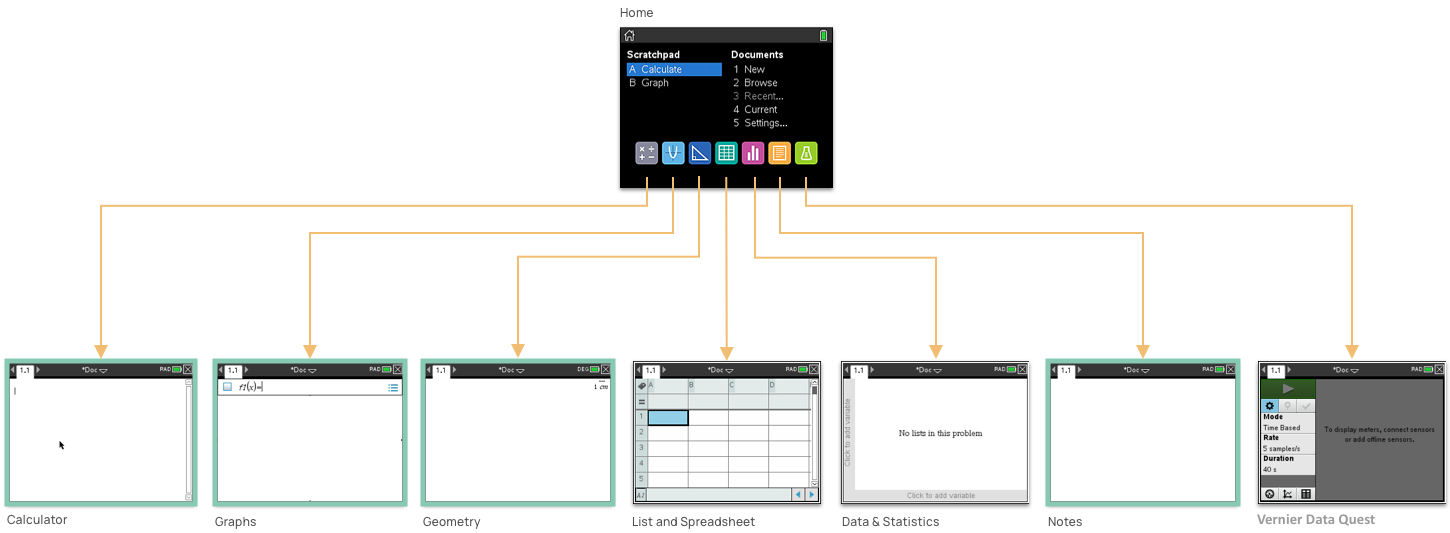 Home
Scratchpad
A Calculate
B Graph
Documents
1 New
2 Browse
3 Recent...
4 Current
5 Settings...
1.1 *Doc RAD
1.1 *Doc RAD
f1(x)=
1.1 *Doc DEG
1 cm
1.1 *Doc RAD
A B C D
=
1
2
3
4
5
A1
1.1 *Doc RAD
Click to add variable
No lists in this problem
Click to add variable
1.1 *Doc RAD
1.1 *Doc RAD
Mode
Time Based
Rate
5 samples/s
Duration
40 s
To display meters, connect sensors
or add offline sensors.
Calculator
Graphs
Geometry
List and Spreadsheet
Data & Statistics
Notes
Vernier Data Quest